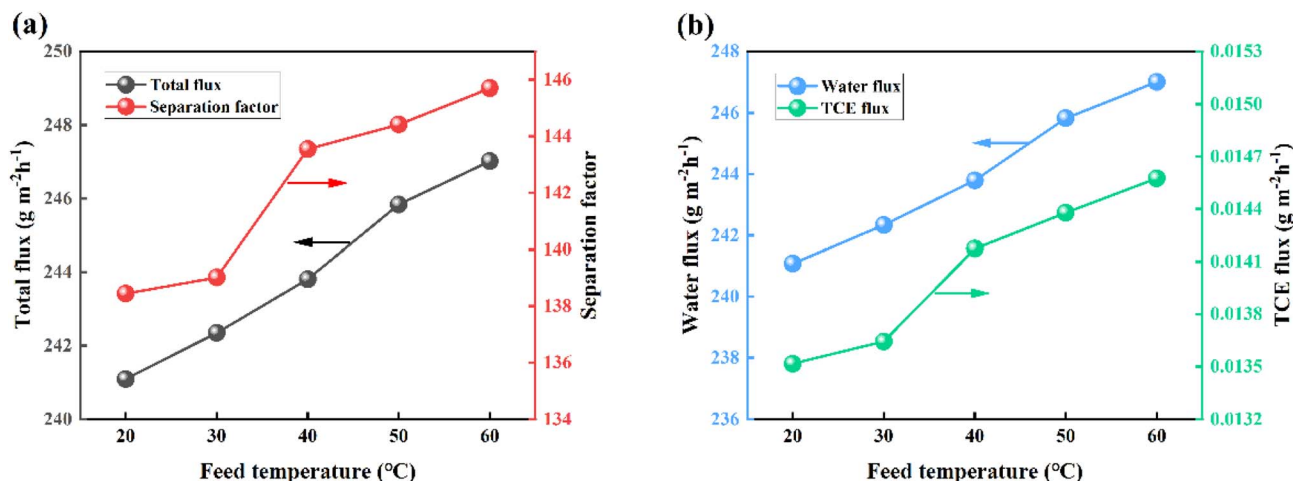 (a)
250
248
246
244
242
240
Total flux (g m⁻²h⁻¹)
Total flux
Separation factor
146
144
142
140
138
136
134
Separation factor
20 30 40 50 60
Feed temperature (°C)
(b)
248
246
244
242
240
238
236
Water flux (g m⁻²h⁻¹)
Water flux
TCE flux
0.0153
0.0150
0.0147
0.0144
0.0141
0.0138
0.0135
0.0132
TCE flux (g m⁻²h⁻¹)
20 30 40 50 60
Feed temperature (°C)